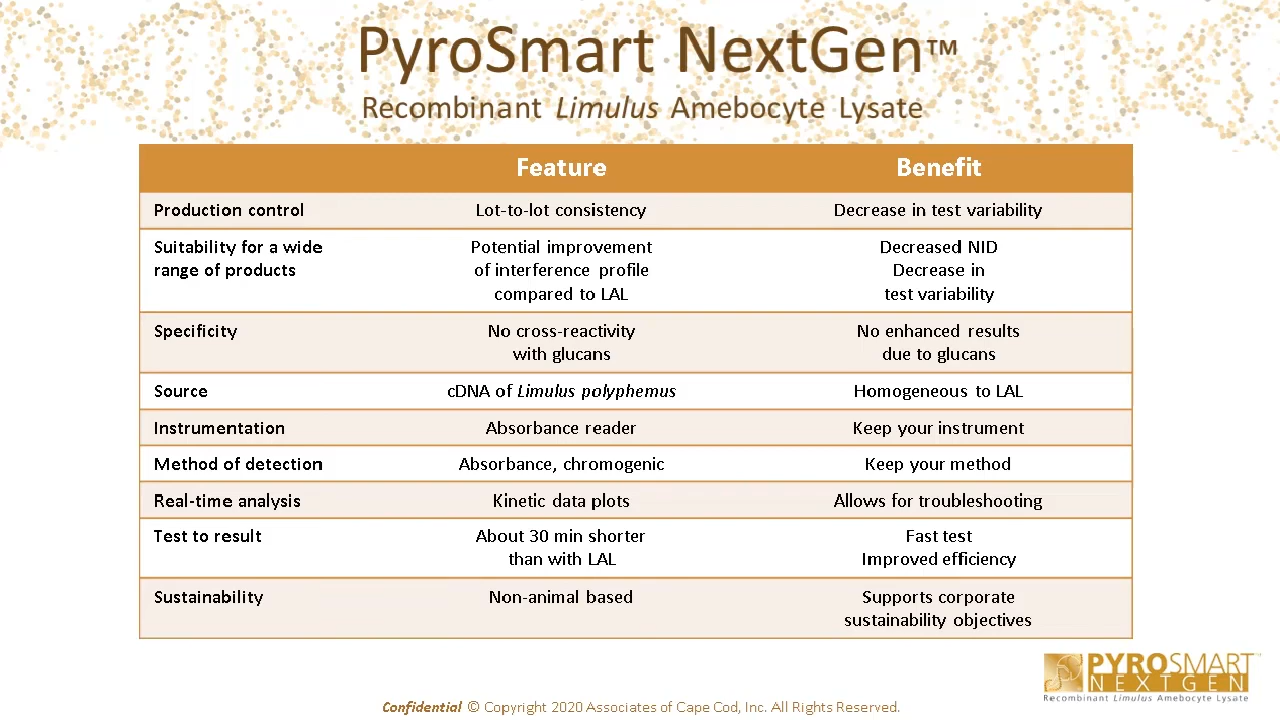 PyroSmart NextGen™
Recombinant Limulus Amebocyte Lysate
Feature Benefit
Production control Lot-to-lot consistency Decrease in test variability
Suitability for a wide Potential improvement Decreased NID
range of products of interference profile Decrease in
compared to LAL test variability
Specificity No cross-reactivity No enhanced results
with glucans due to glucans
Source cDNA of Limulus polyphemus Homogeneous to LAL
Instrumentation Absorbance reader Keep your instrument
Method of detection Absorbance, chromogenic Keep your method
Real-time analysis Kinetic data plots Allows for troubleshooting
Test to result About 30 min shorter Fast test
than with LAL Improved efficiency
Sustainability Non-animal based Supports corporate
sustainability objectives
PYROSMART™
NEXTGEN
Recombinant Limulus Amebocyte Lysate
Confidential © Copyright 2020 Associates of Cape Cod, Inc. All Rights Reserved.